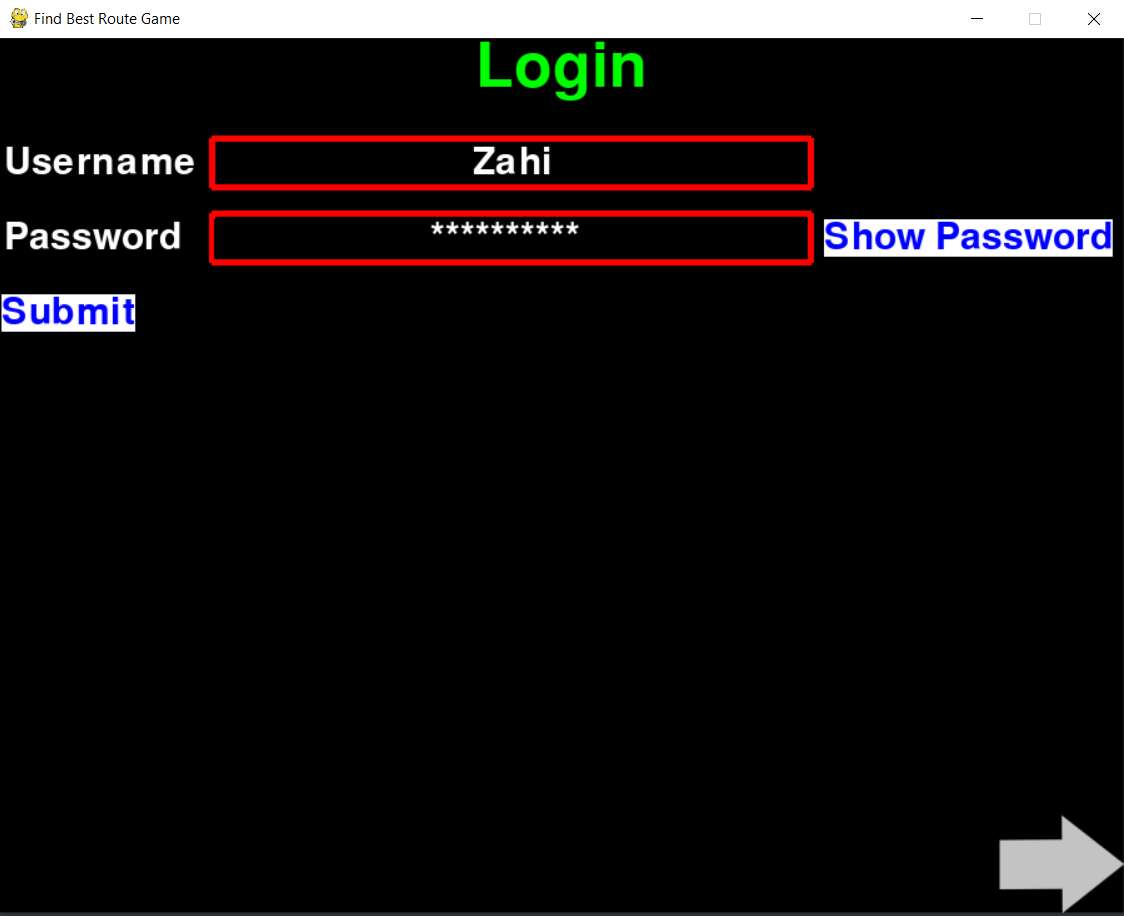 Find Best Route Game
Login
Username Zahi
Password ********** Show Password
Submit